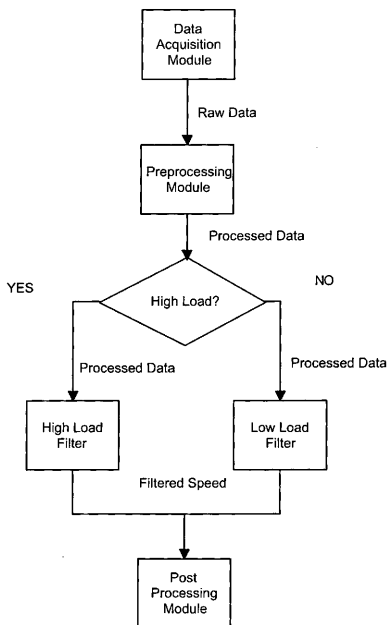 Data
Acquisition
Module
Raw Data
Preprocessing
Module
Processed Data
YES
NO
High Load?
Processed Data
Processed Data
High Load
Filter
Low Load
Filter
Filtered Speed
Post
Processing
Module